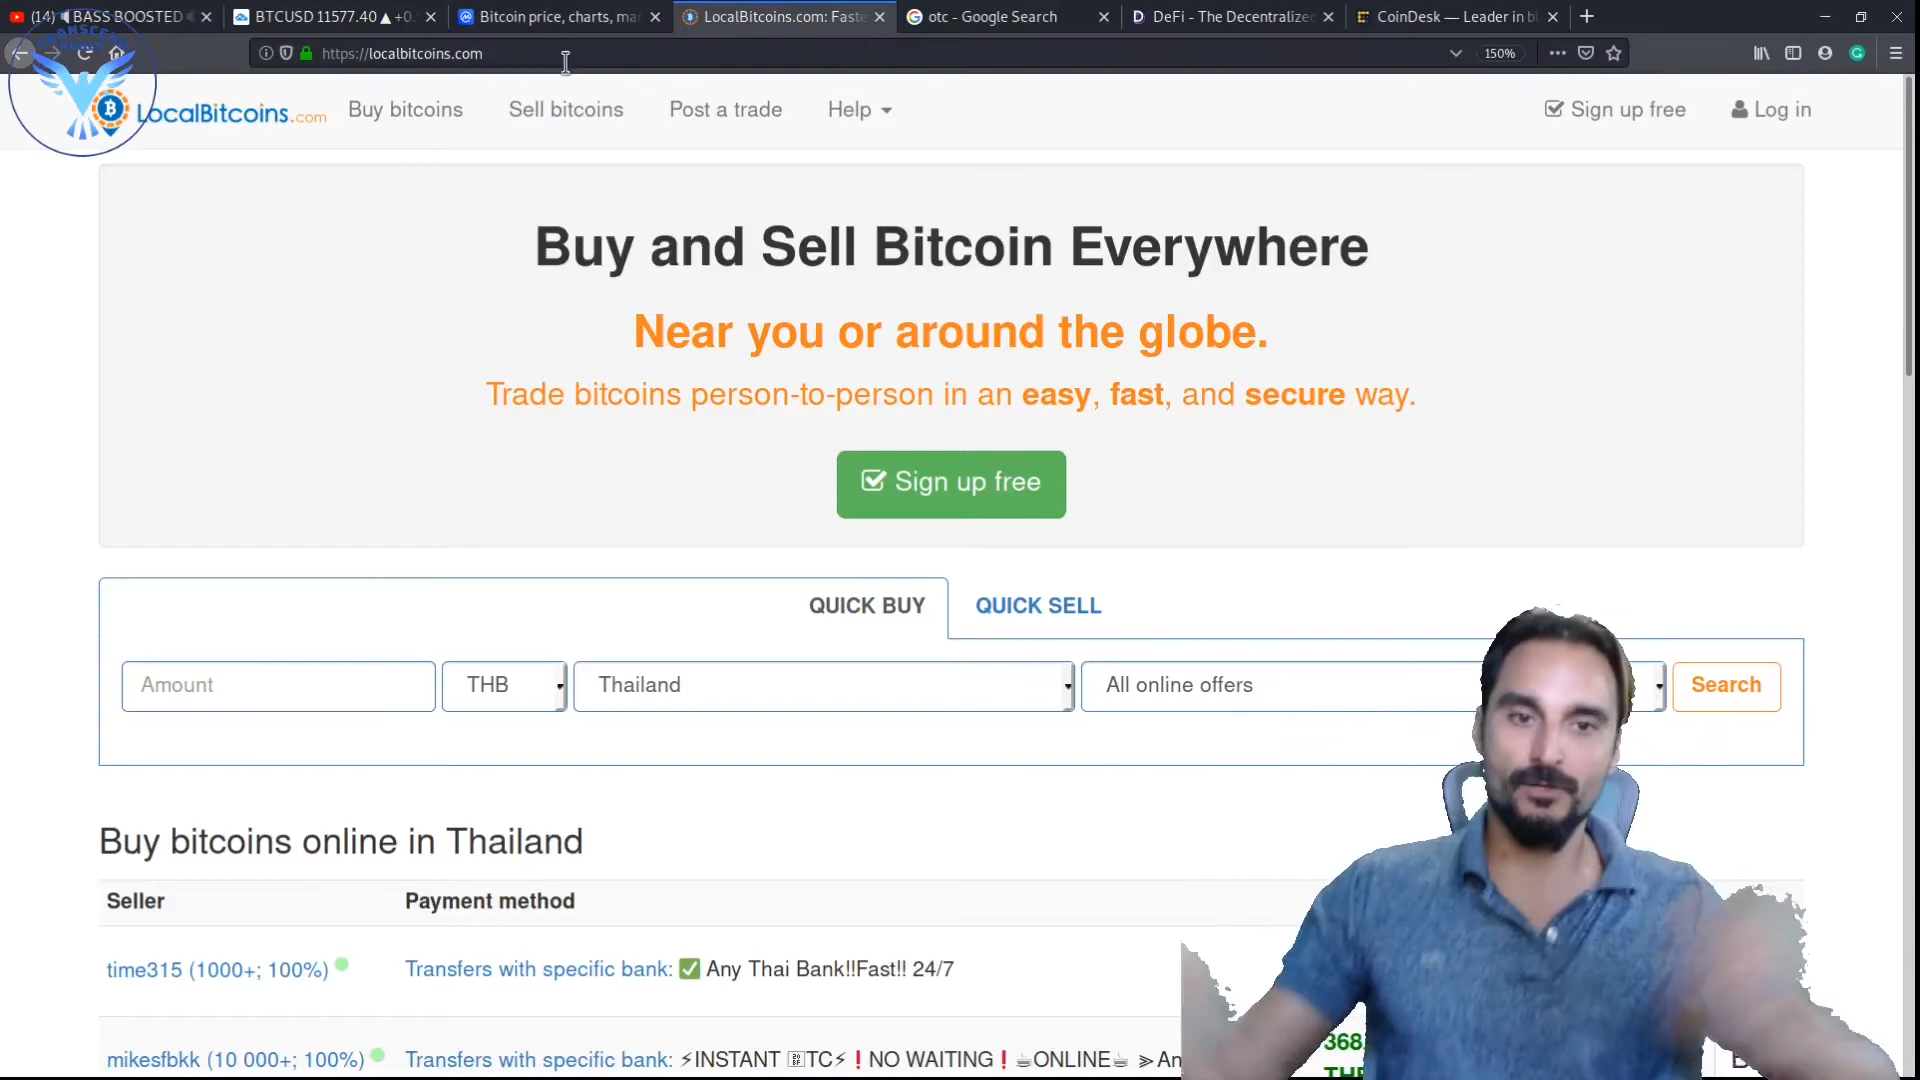 (14) BASS BOOSTED
BTCUSD 11577.40 ▲ +0.
Bitcoin price, charts, ma
LocalBitcoins.com: Faste
otc - Google Search
DeFi - The Decentralize
CoinDesk — Leader in b
https://localbitcoins.com
150%
LocalBitcoins.com
Buy bitcoins
Sell bitcoins
Post a trade
Help
Sign up free
Log in
Buy and Sell Bitcoin Everywhere
Near you or around the globe.
Trade bitcoins person-to-person in an easy, fast, and secure way.
Sign up free
QUICK BUY
QUICK SELL
Amount
THB
Thailand
All online offers
Search
Buy bitcoins online in Thailand
Seller
Payment method
time315 (1000+; 100%)
Transfers with specific bank: ✅ Any Thai Bank!!Fast!! 24/7
mikesfbkk (10 000+; 100%)
Transfers with specific bank: ⚡INSTANT TC⚡❗NO WAITING❗☕ONLINE☕ ⪢An
368